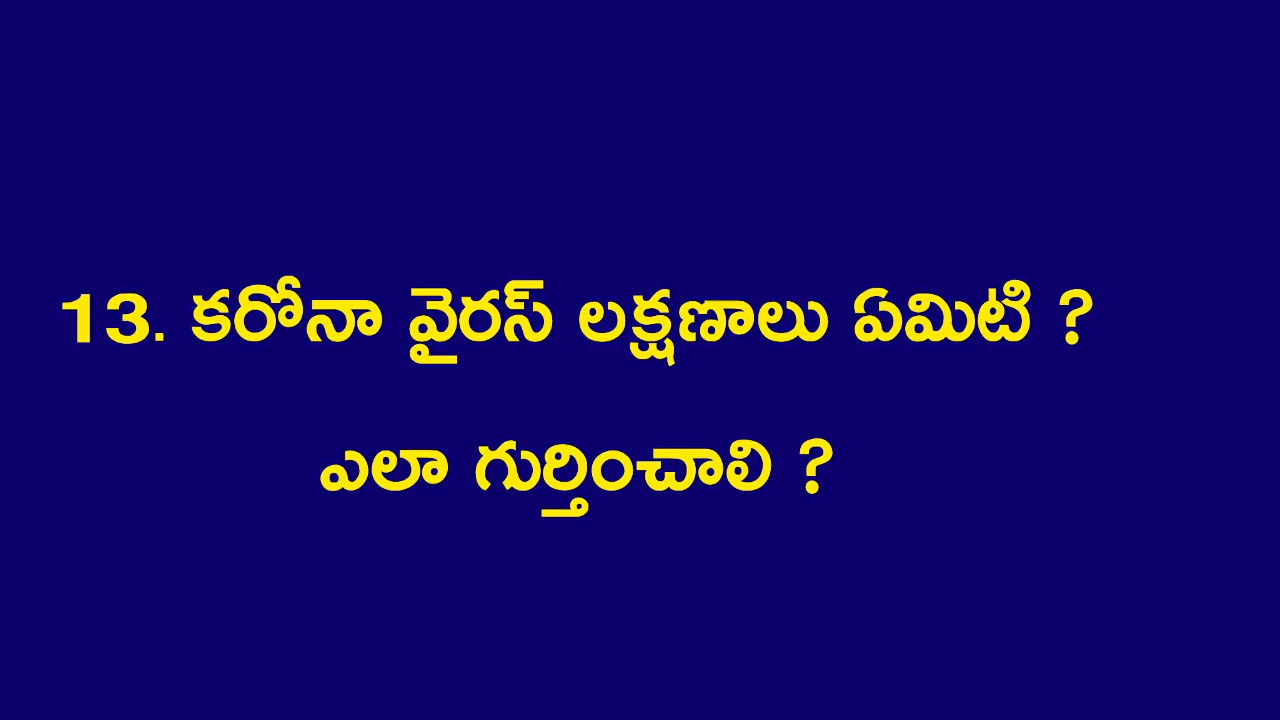 13. కరోనా వైరస్ లక్షణాలు ఏమిటి ?
ఎలా గుర్తించాలి ?